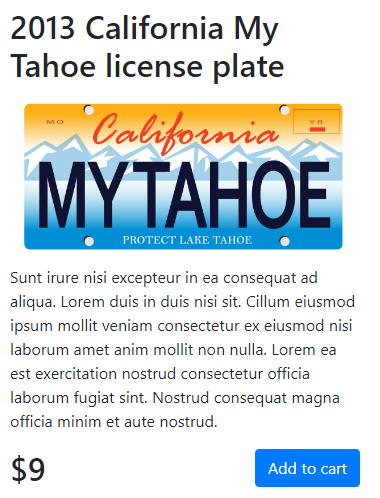 2013 California My
Tahoe license plate
MO
California
YR
MYTAHOE
PROTECT LAKE TAHOE
Sunt irure nisi excepteur in ea consequat ad
aliqua. Lorem duis in duis nisi sit. Cillum eiusmod
ipsum mollit veniam consectetur ex eiusmod nisi
laborum amet anim mollit non nulla. Lorem ea
est exercitation nostrud consectetur officia
laborum fugiat sint. Nostrud consequat magna
officia minim et aute nostrud.
$9
Add to cart